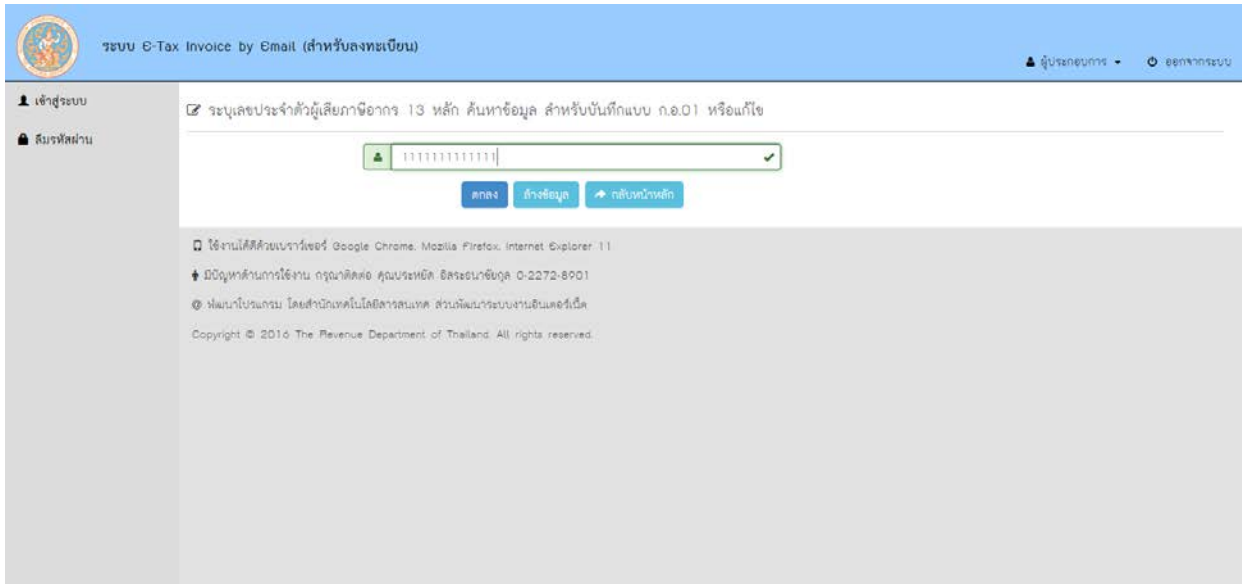 ระบบ E-Tax Invoice by Email (สำหรับลงทะเบียน)
ผู้ประกอบการ
ออกจากระบบ
เข้าสู่ระบบ
ลืมรหัสผ่าน
ระบุเลขประจำตัวผู้เสียภาษีอากร 13 หลัก ค้นหาข้อมูล สำหรับบันทึกแบบ ก.อ.01 หรือแก้ไข
1111111111111
ตกลง
ล้างข้อมูล
กลับหน้าหลัก
ใช้งานได้ดีด้วยเบราว์เซอร์ Google Chrome, Mozilla Firefox, Internet Explorer 11
มีปัญหาด้านการใช้งาน กรุณาติดต่อ คุณประหยัด อิสระธนาชัยกุล 0-2272-8901
@ พัฒนาโปรแกรม โดยสำนักเทคโนโลยีสารสนเทศ ส่วนพัฒนาระบบงานอินเตอร์เน็ต
Copyright © 2016 The Revenue Department of Thailand. All rights reserved.